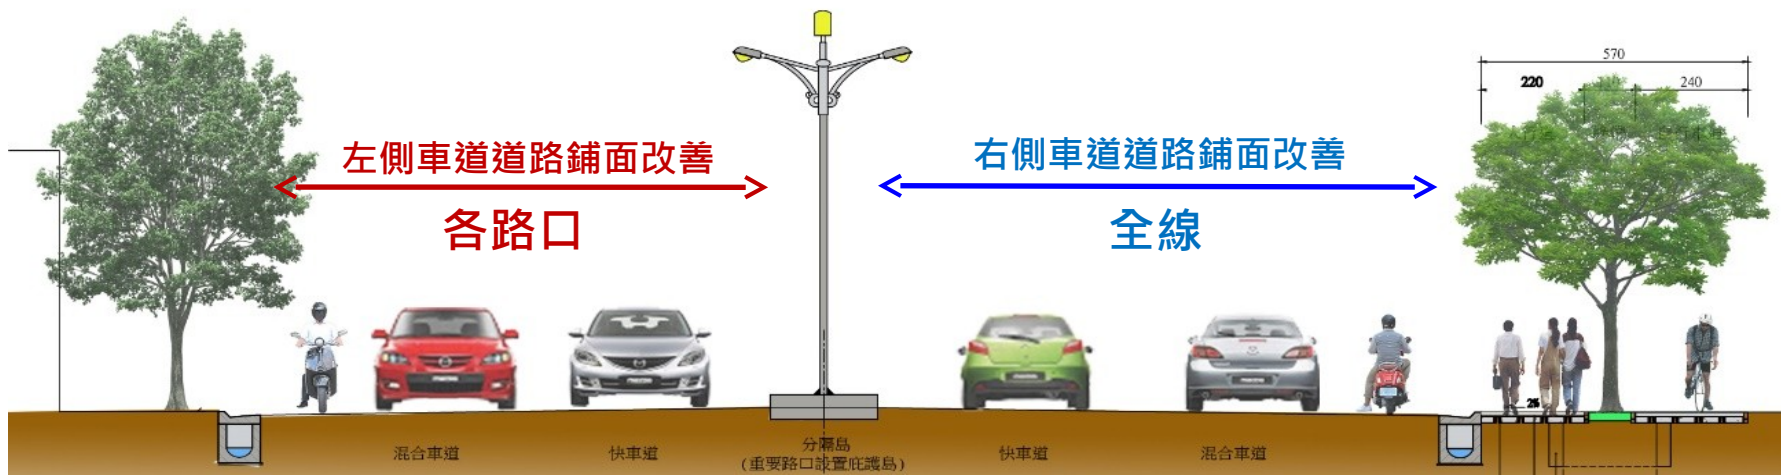 570
220
240
左側車道道路鋪面改善
各路口
右側車道道路鋪面改善
全線
2%
混合車道
快車道
分隔島
(重要路口設置庇護島)
快車道
混合車道